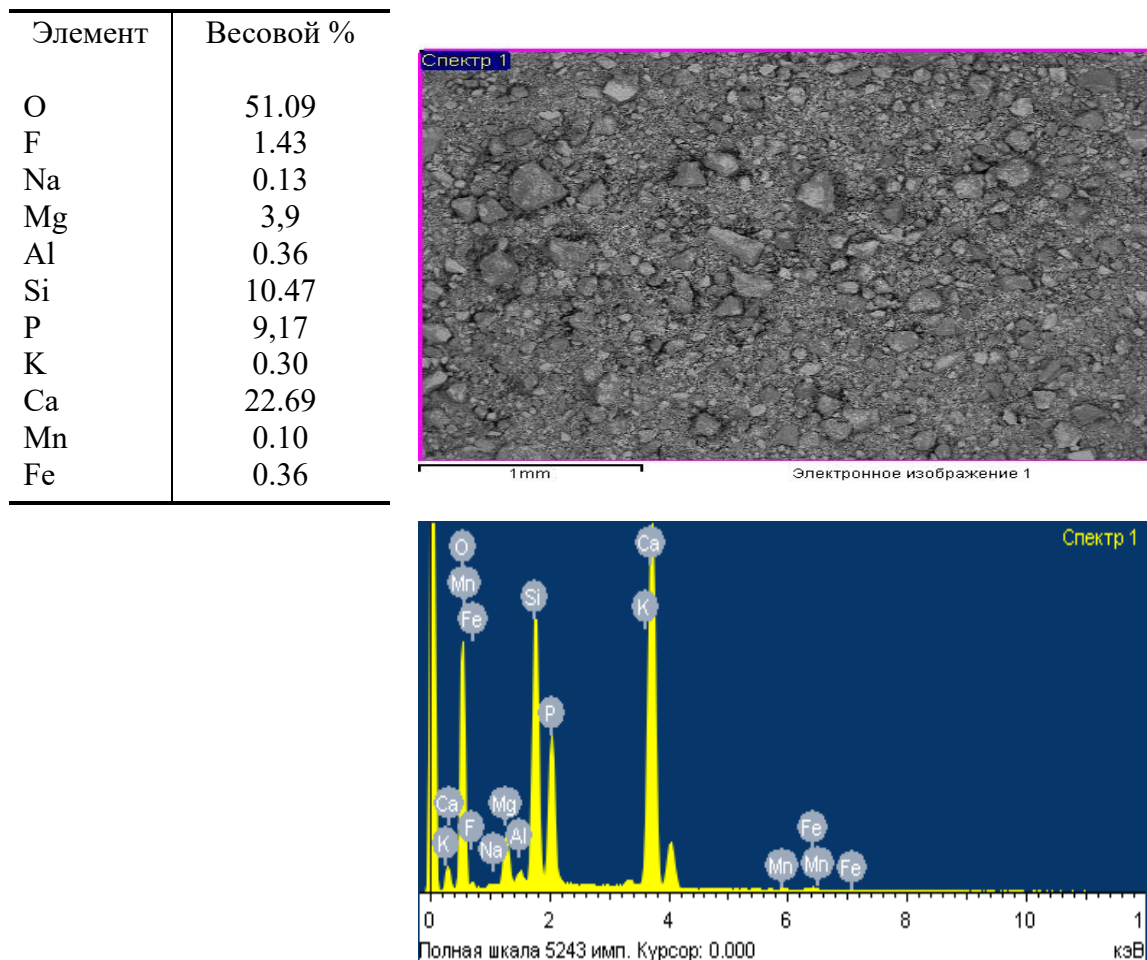 Элемент Весовой %
O 51.09
F 1.43
Na 0.13
Mg 3,9
Al 0.36
Si 10.47
P 9,17
K 0.30
Ca 22.69
Mn 0.10
Fe 0.36
Спектр 1
1mm Электронное изображение 1
Спектр 1
O
Ca
Mn
Si
K
Fe
P
Ca
Mg
F
Al
Fe
K
Na
Mn
Mn
Fe
0 2 4 6 8 10 1
Полная шкала 5243 имп. Курсор: 0.000 кэВ